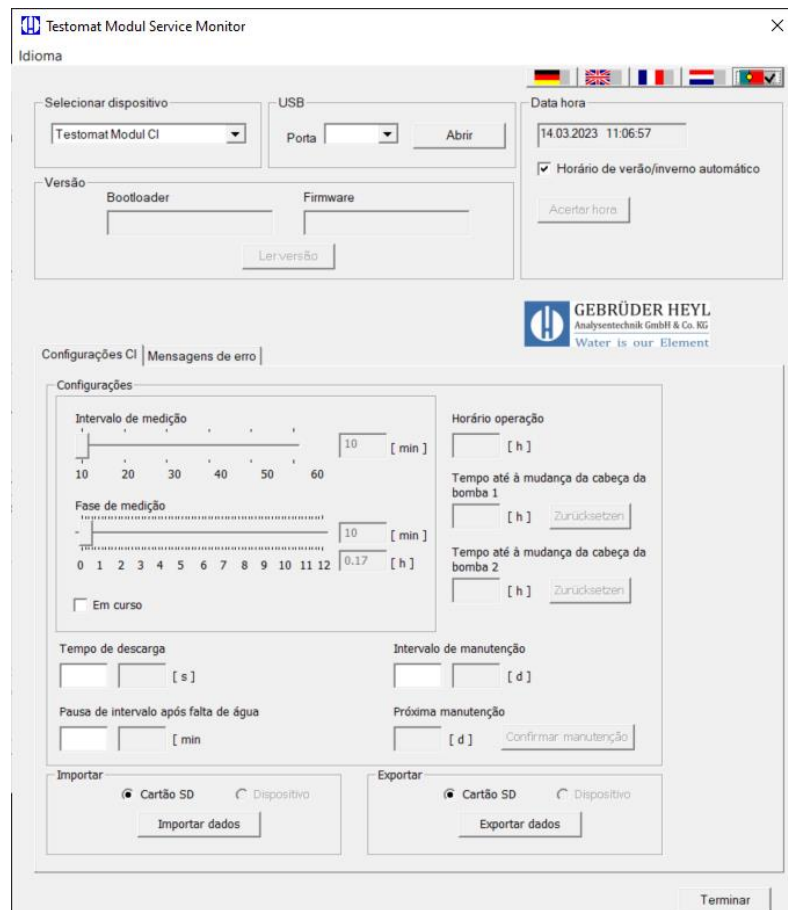 Testomat Modul Service Monitor
Idioma
Selecionar dispositivo
Testomat Modul Cl
USB
Porta
Abrir
Data hora
14.03.2023 11:06:57
Horário de verão/inverno automático
Acertar hora
Versão
Bootloader
Firmware
Ler versão
GEBRÜDER HEYL
Analysentechnik GmbH & Co. KG
Water is our Element
Configurações Cl
Mensagens de erro
Configurações
Intervalo de medição
10 [ min ]
10 20 30 40 50 60
Fase de medição
10 [ min ]
0 1 2 3 4 5 6 7 8 9 10 11 12
0.17 [ h ]
Em curso
Horário operação
[ h ]
Tempo até à mudança da cabeça da
bomba 1
[ h ] Zurücksetzen
Tempo até à mudança da cabeça da
bomba 2
[ h ] Zurücksetzen
Tempo de descarga
[ s ]
Intervalo de manutenção
[ d ]
Pausa de intervalo após falta de água
[ min
Próxima manutenção
[ d ] Confirmar manutenção
Importar
Cartão SD
Dispositivo
Importar dados
Exportar
Cartão SD
Dispositivo
Exportar dados
Terminar